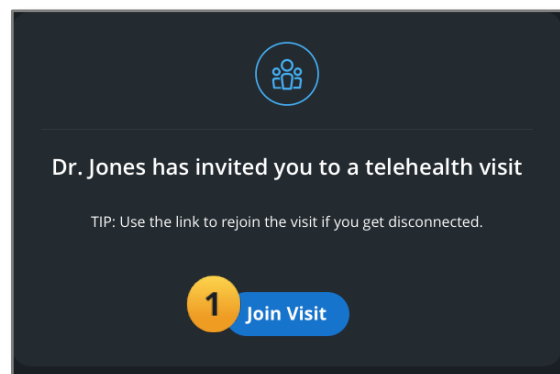 Dr. Jones has invited you to a telehealth visit
TIP: Use the link to rejoin the visit if you get disconnected.
1
Join Visit